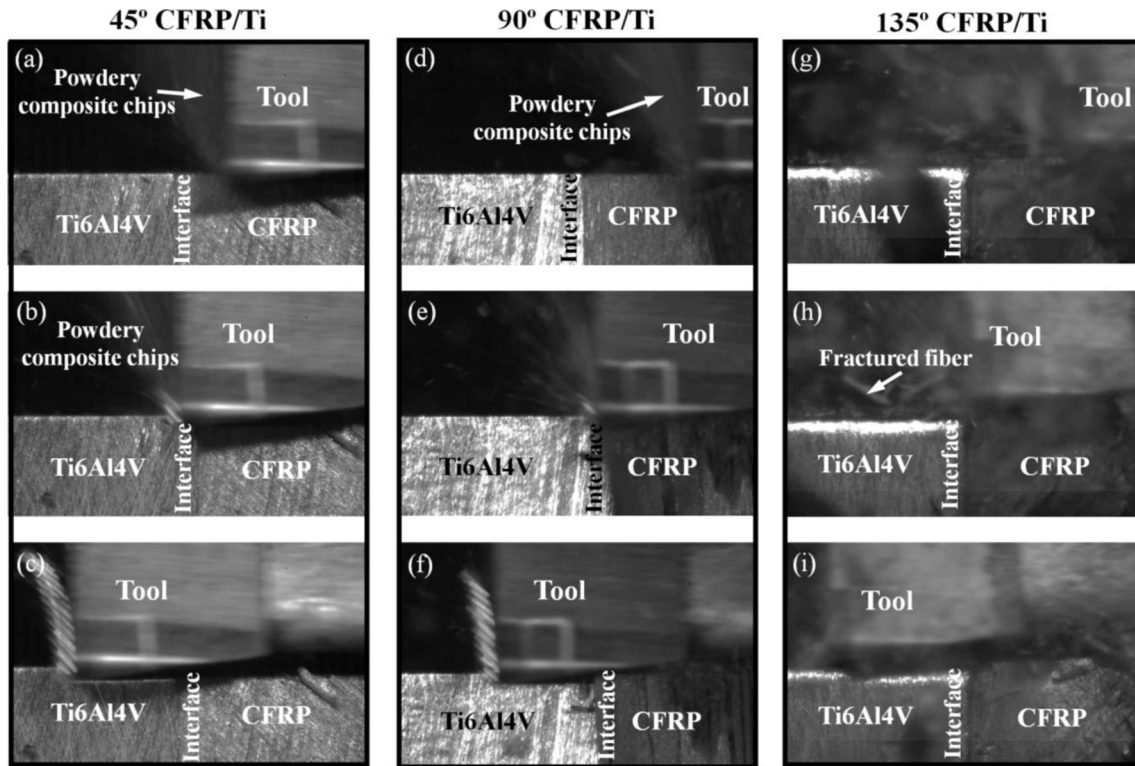 45º CFRP/Ti
90º CFRP/Ti
135º CFRP/Ti
(a)
Powdery
composite chips
Tool
Ti6Al4V
Interface
CFRP
(d)
Powdery
composite chips
Tool
Ti6Al4V
Interface
CFRP
(g)
Tool
Ti6Al4V
Interface
CFRP
(b)
Powdery
composite chips
Tool
Ti6Al4V
Interface
CFRP
(e)
Tool
Ti6Al4V
Interface
CFRP
(h)
Tool
Fractured fiber
Ti6Al4V
Interface
CFRP
(c)
Tool
Ti6Al4V
Interface
CFRP
(f)
Tool
Ti6Al4V
Interface
CFRP
(i)
Tool
Ti6Al4V
Interface
CFRP